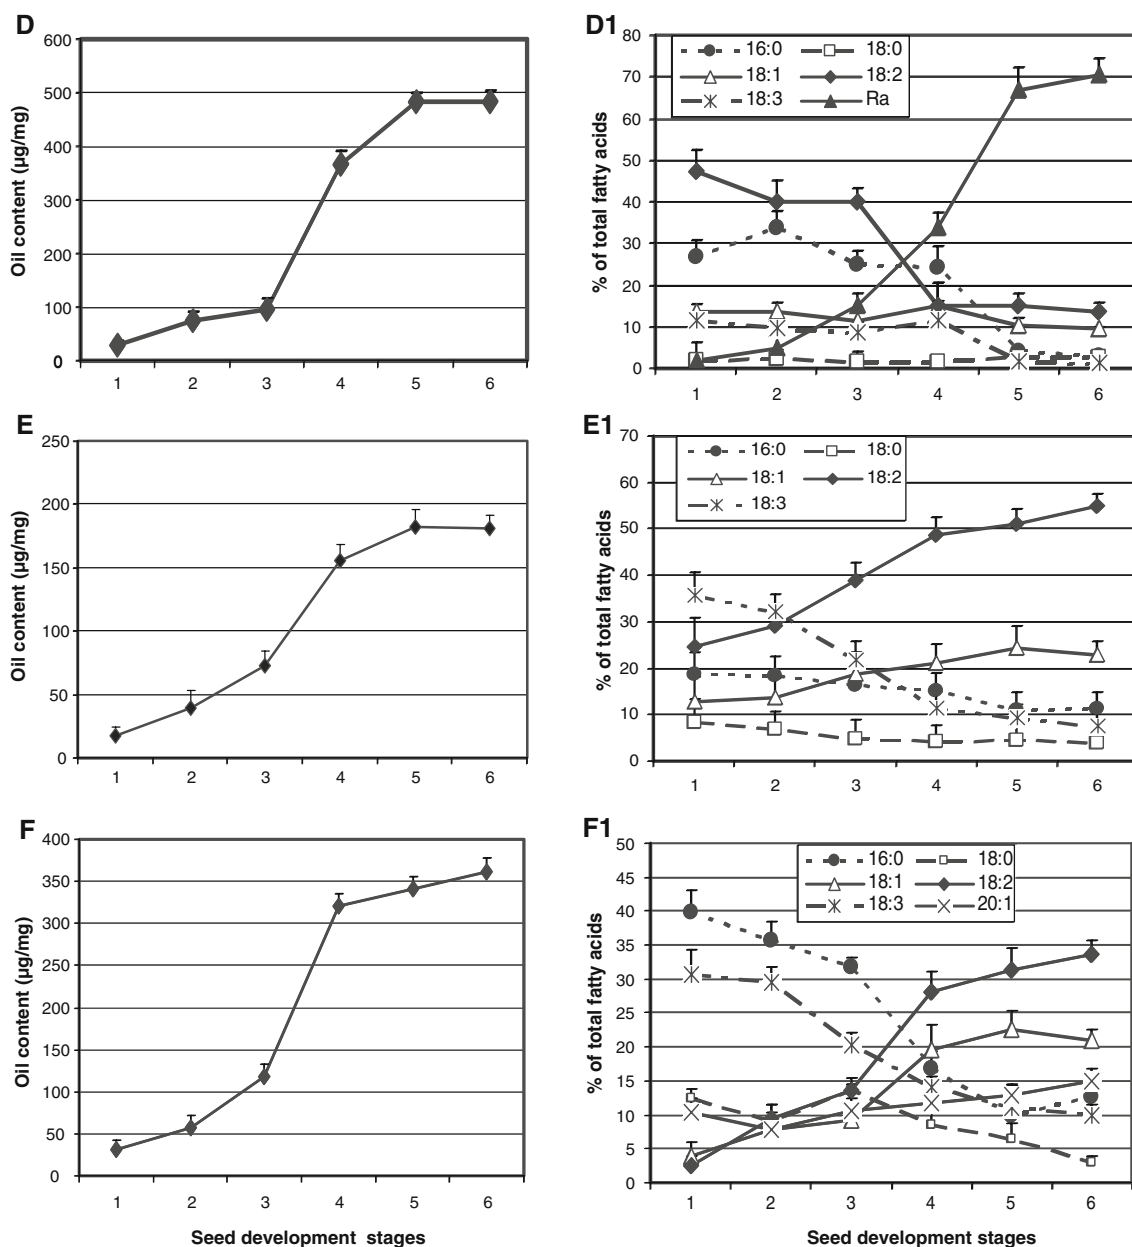 D
600
500
400
300
200
100
0
Oil content (µg/mg)
1 2 3 4 5 6
D1
80
70
60
50
40
30
20
10
0
% of total fatty acids
16:0 18:0
18:1 18:2
18:3 Ra
1 2 3 4 5 6
E
250
200
150
100
50
0
Oil content (µg/mg)
1 2 3 4 5 6
E1
70
60
50
40
30
20
10
0
% of total fatty acids
16:0 18:0
18:1 18:2
18:3
1 2 3 4 5 6
F
400
350
300
250
200
150
100
50
0
Oil content (µg/mg)
1 2 3 4 5 6
Seed development stages
F1
50
45
40
35
30
25
20
15
10
5
0
% of total fatty acids
16:0 18:0
18:1 18:2
18:3 20:1
1 2 3 4 5 6
Seed development stages